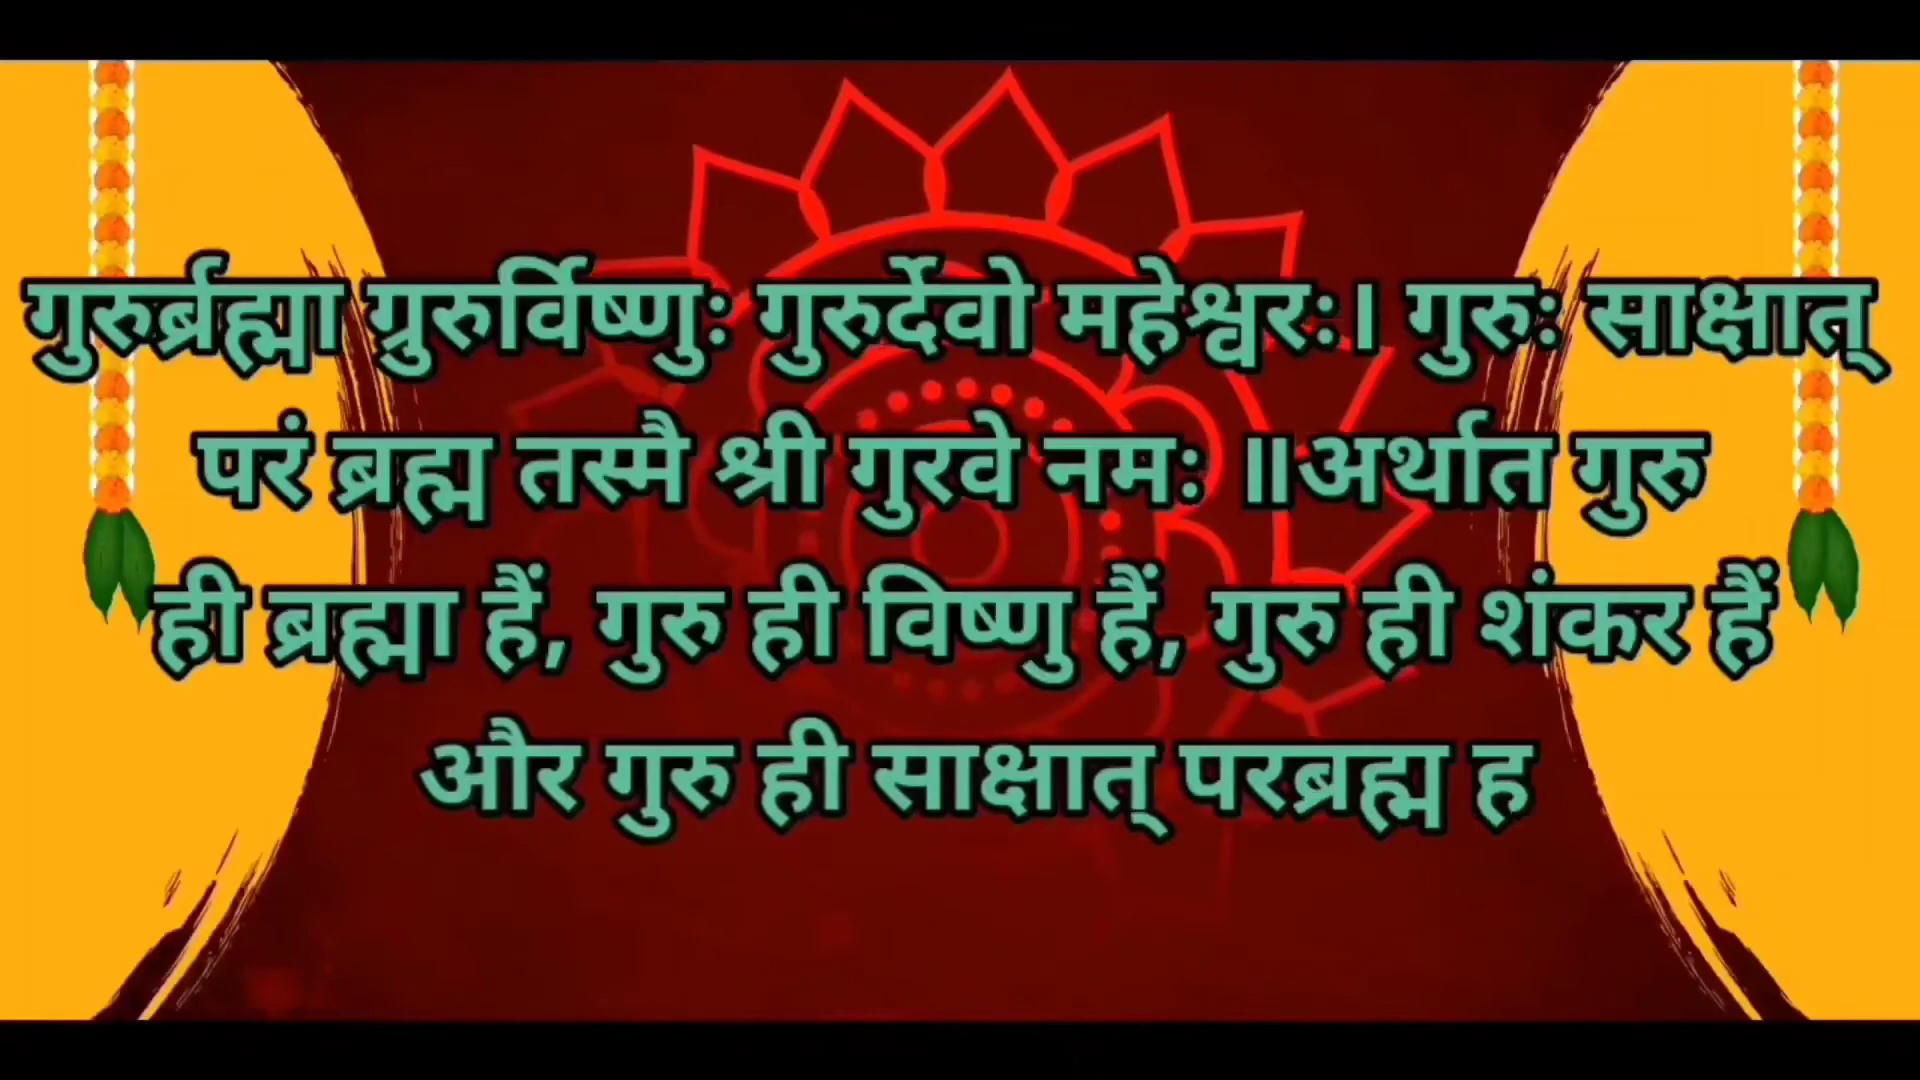 गुरुर्ब्रह्मा ग्रुरुर्विष्णुः गुरुर्देवो महेश्वरः। गुरुः साक्षात्
परं ब्रह्म तस्मै श्री गुरवे नमः ॥अर्थात गुरु
ही ब्रह्मा हैं, गुरु ही विष्णु हैं, गुरु ही शंकर हैं
और गुरु ही साक्षात् परब्रह्म ह